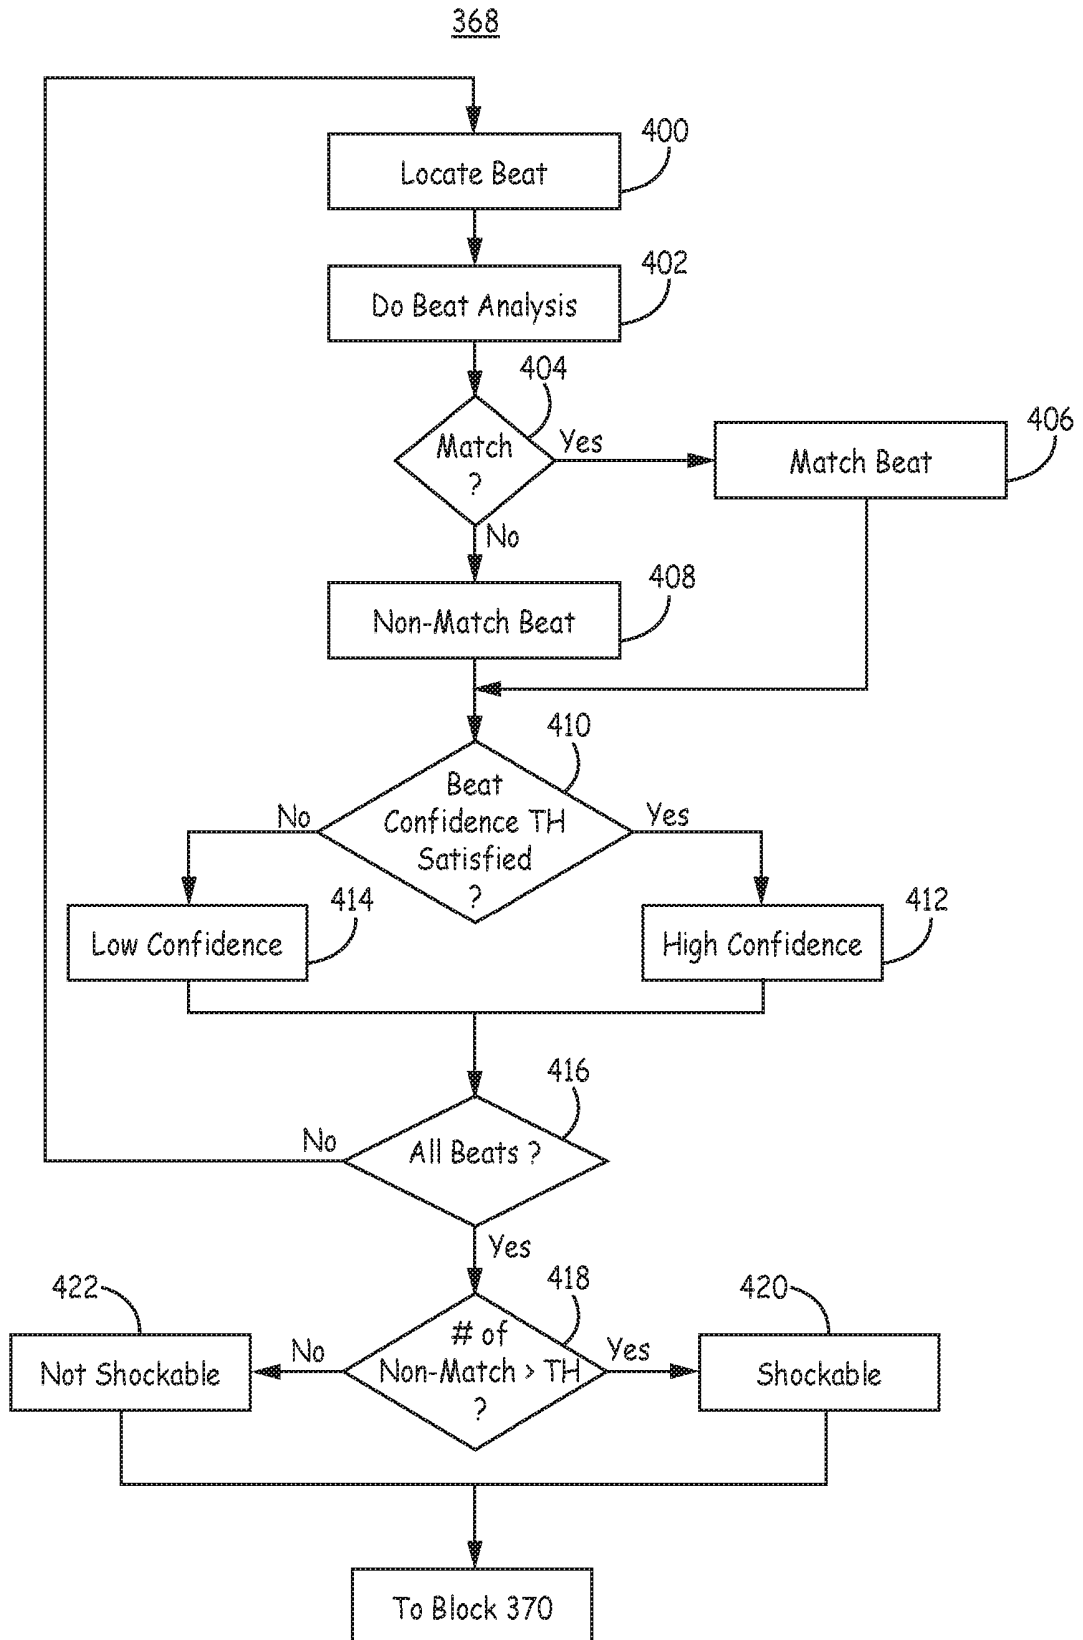 368
400
Locate Beat
402
Do Beat Analysis
404
Match
?
Yes
406
Match Beat
No
408
Non-Match Beat
410
Beat
Confidence TH
Satisfied
?
No
Yes
414
Low Confidence
412
High Confidence
416
All Beats ?
No
Yes
418
# of
Non-Match > TH
?
No
Yes
422
Not Shockable
420
Shockable
To Block 370